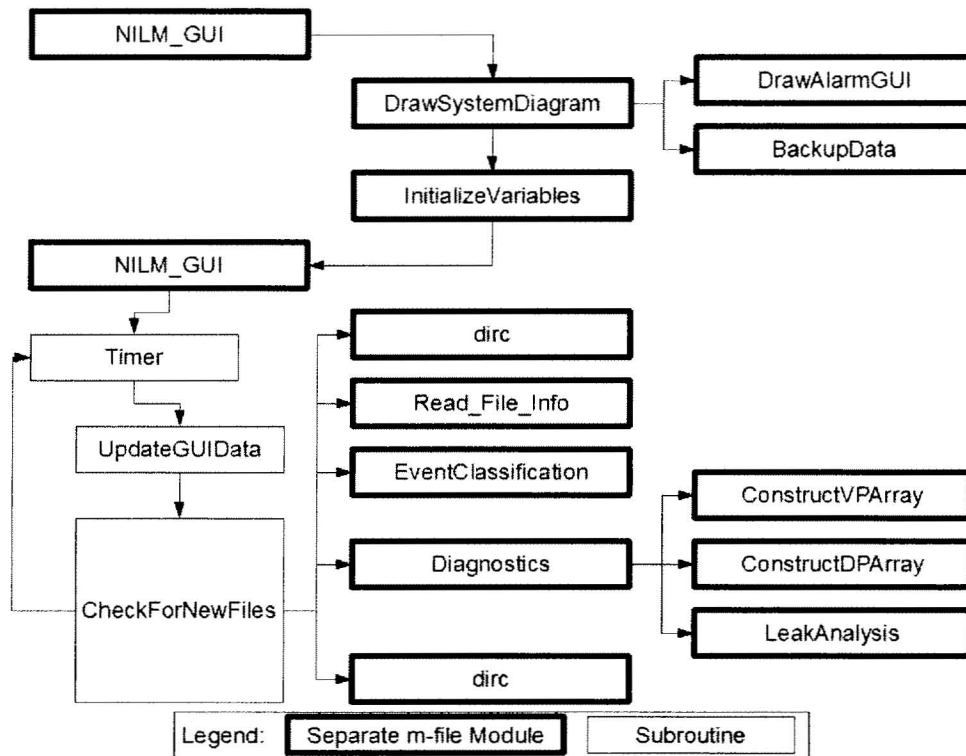 NILM_GUI
DrawSystemDiagram
DrawAlarmGUI
BackupData
InitializeVariables
NILM_GUI
Timer
UpdateGUIData
CheckForNewFiles
dirc
Read_File_Info
EventClassification
Diagnostics
dirc
ConstructVPArray
ConstructDPArray
LeakAnalysis
Legend: Separate m-file Module Subroutine